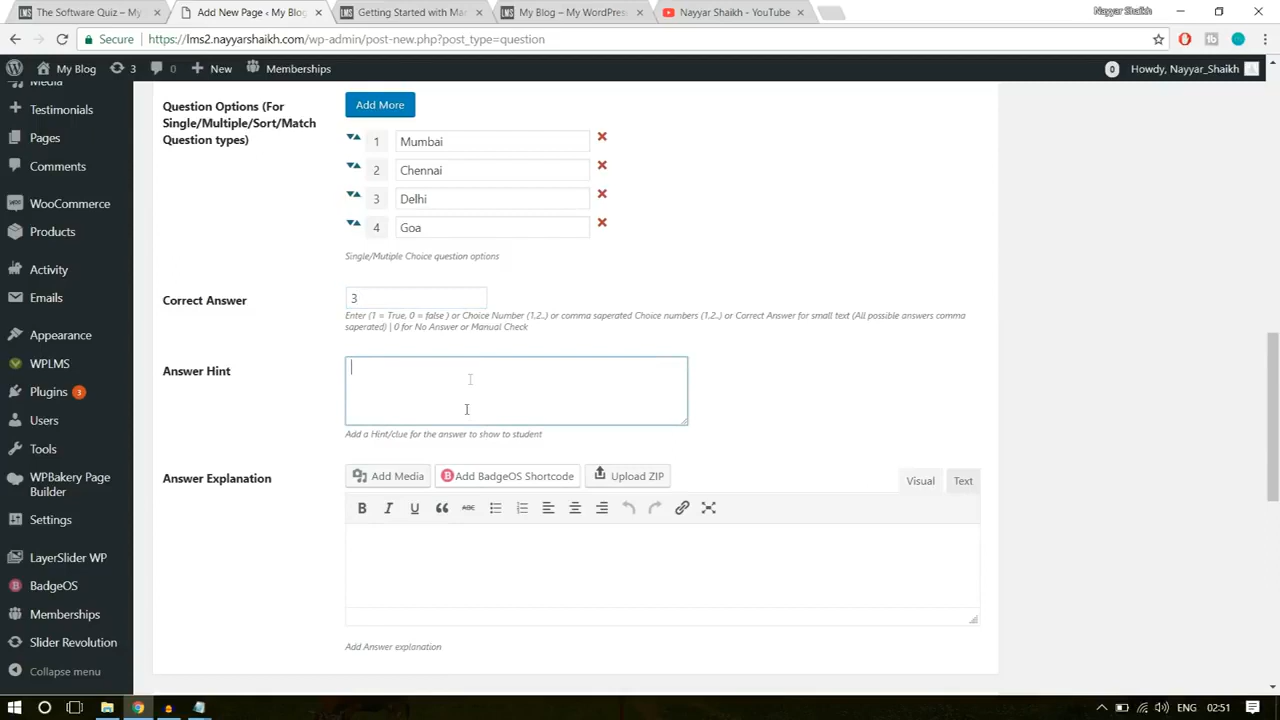 The Software Quiz – My
Add New Page ‹ My Blog
Getting Started with Mac
My Blog – My WordPress
Nayyar Shaikh - YouTube
Nayyar Shaikh
Secure
https://lms2.nayyarshaikh.com/wp-admin/post-new.php?post_type=question
My Blog
3
0
New
Memberships
0
Howdy, Nayyar_Shaikh
Media
Testimonials
Pages
Comments
WooCommerce
Products
Activity
Emails
Appearance
WPLMS
Plugins 3
Users
Tools
WPBakery Page
Builder
Settings
LayerSlider WP
BadgeOS
Memberships
Slider Revolution
Collapse menu
Question Options (For
Single/Multiple/Sort/Match
Question types)
Add More
1 Mumbai
2 Chennai
3 Delhi
4 Goa
Single/Mutiple Choice question options
Correct Answer
3
Enter (1 = True, 0 = false ) or Choice Number (1,2..) or comma saperated Choice numbers (1,2..) or Correct Answer for small text (All possible answers comma
saperated) | 0 for No Answer or Manual Check
Answer Hint
Add a Hint/clue for the answer to show to student
Answer Explanation
Add Media
Add BadgeOS Shortcode
Upload ZIP
Visual
Text
B I U ABC
Add Answer explanation
ENG
02:51